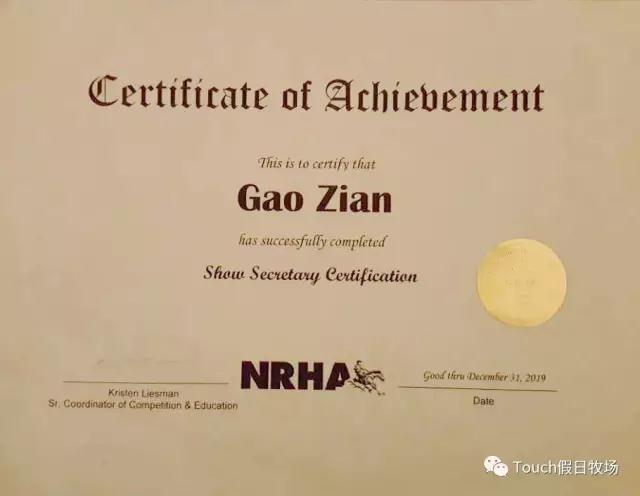 Certificate of Achievement
This is to certify that
Gao Zian
has successfully completed
Show Secretary Certification
NRHA
Good thru December 31, 2019
Kristen Liesman
Date
Sr. Coordinator of Competition & Education
Touch假日牧场